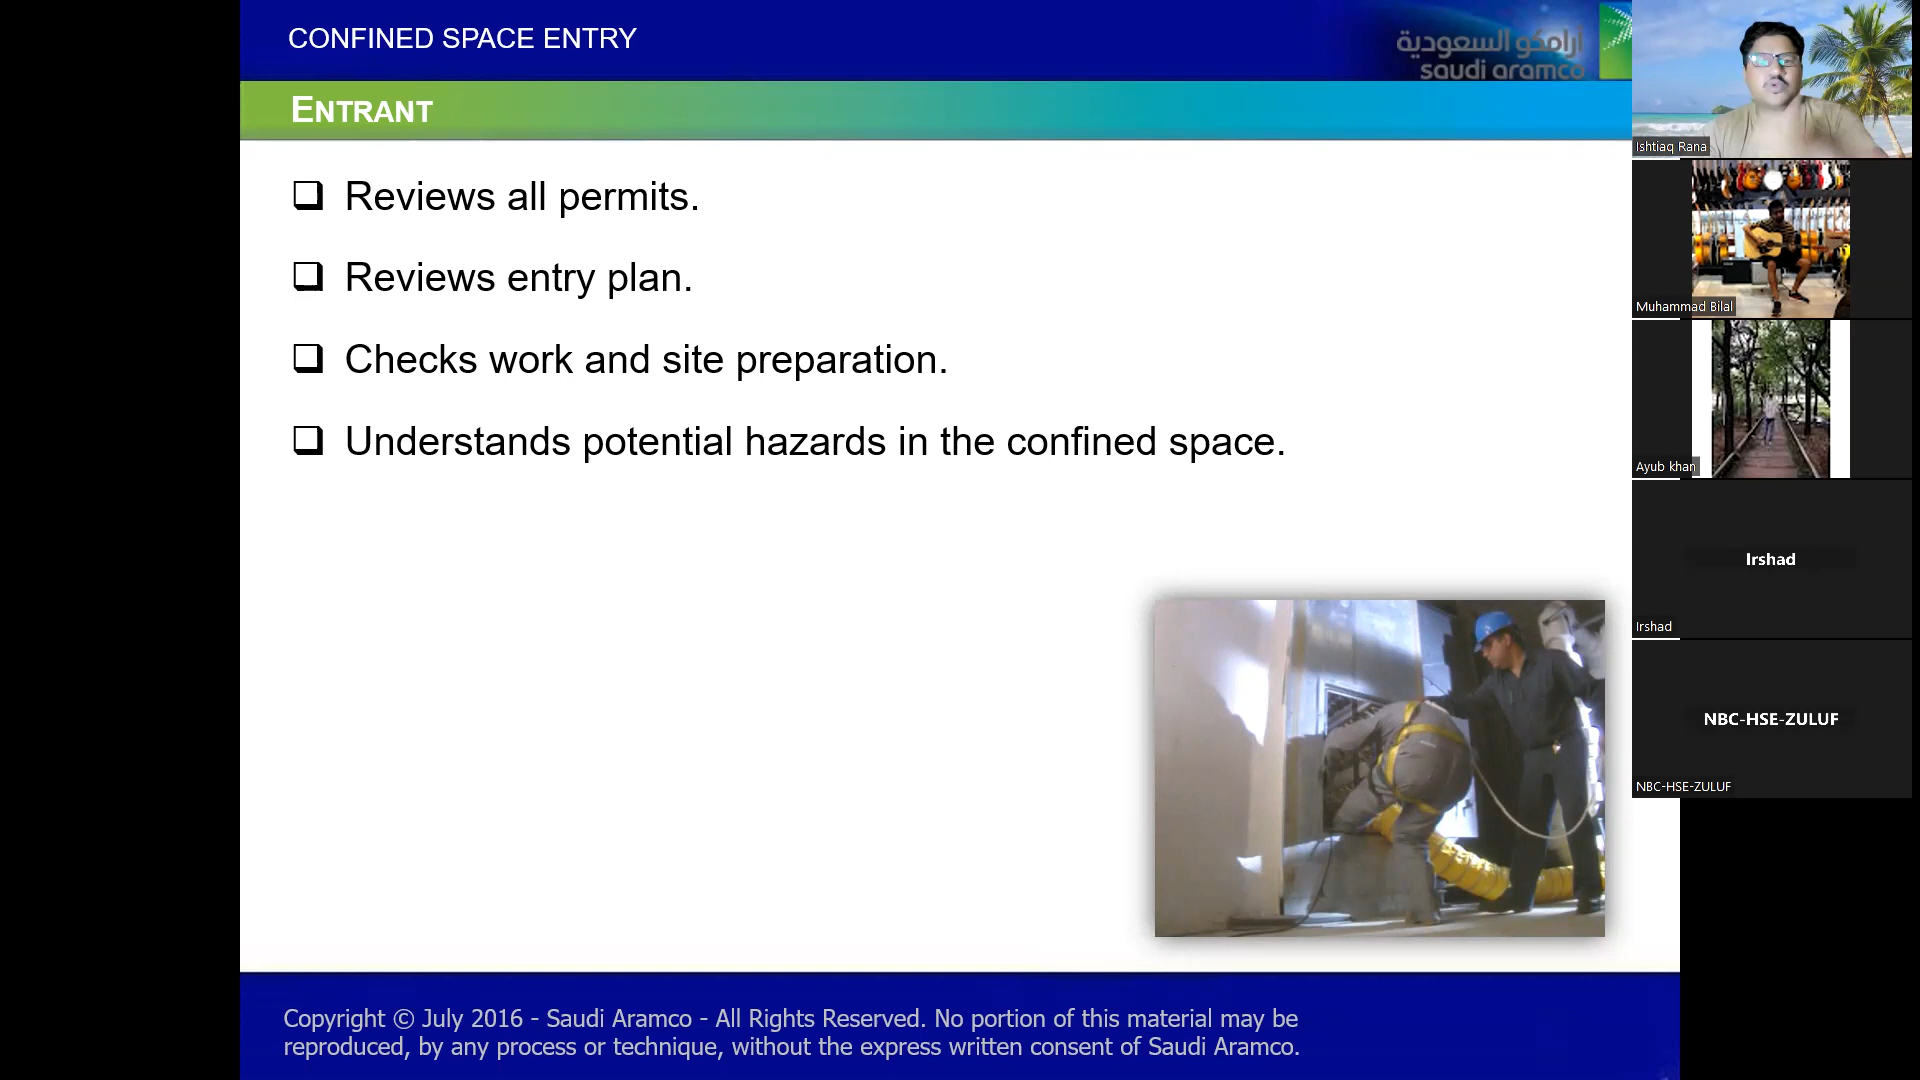 CONFINED SPACE ENTRY
أرامكو السعودية
saudi aramco
ENTRANT
❑ Reviews all permits.
❑ Reviews entry plan.
❑ Checks work and site preparation.
❑ Understands potential hazards in the confined space.
Copyright © July 2016 - Saudi Aramco - All Rights Reserved. No portion of this material may be
reproduced, by any process or technique, without the express written consent of Saudi Aramco.
Ishtiaq Rana
Muhammad Bilal
Ayub khan
Irshad
Irshad
NBC-HSE-ZULUF
NBC-HSE-ZULUF